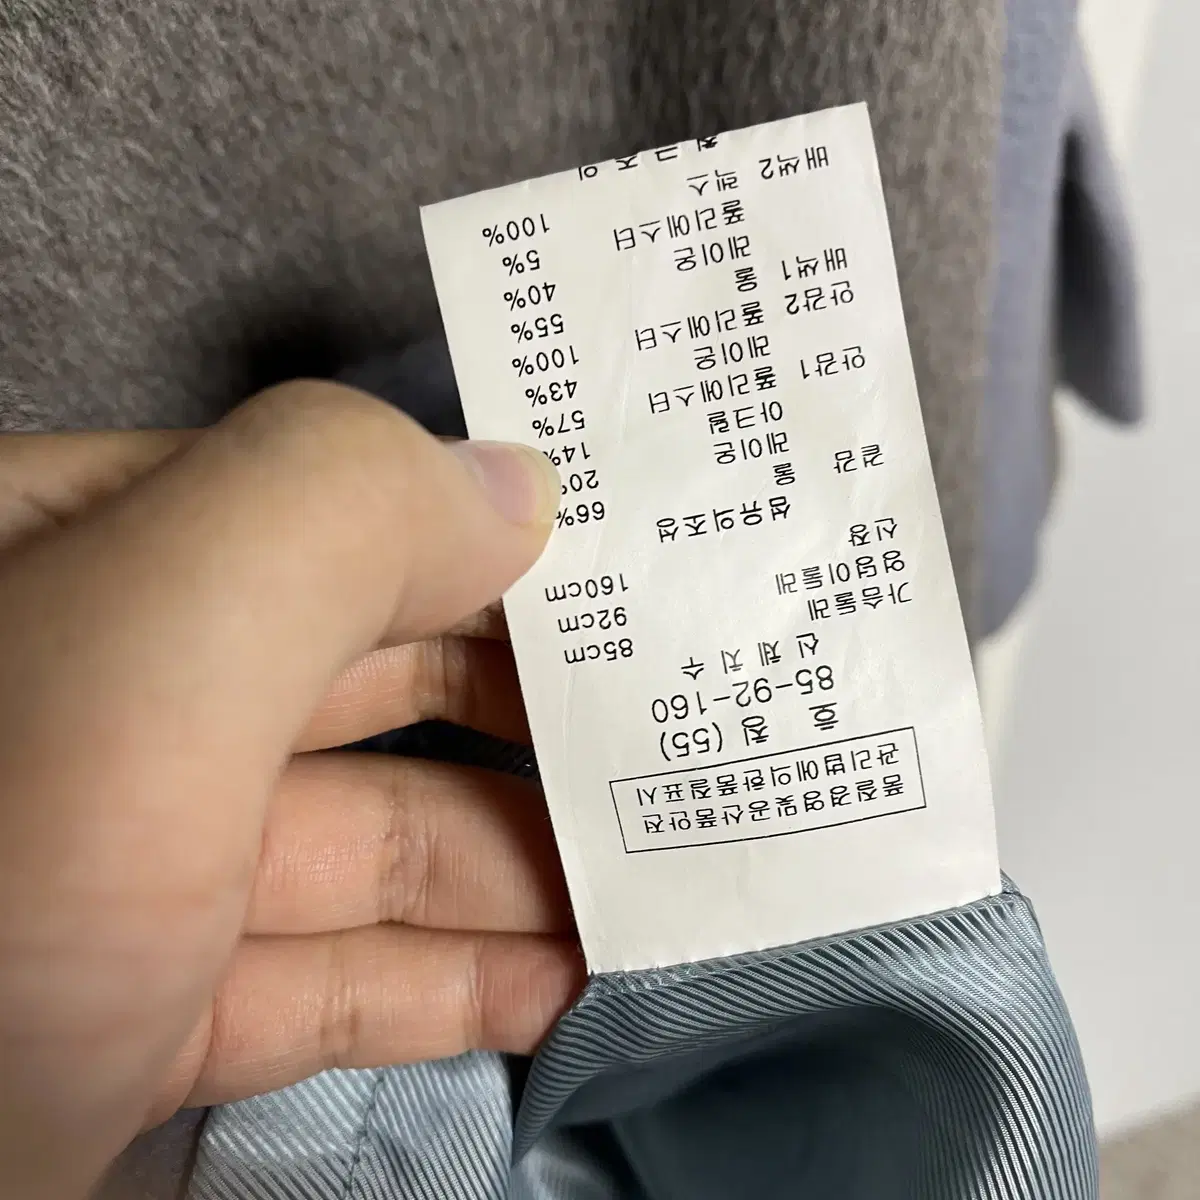 품질경영및공산품안전
관리법에의한품질표시
호 칭 (55)
85-92-160
신 체 치 수
가슴둘레 85cm
엉덩이둘레 92cm
신장 160cm
섬유의조성
겉감 울 66%
레이온 20%
아크릴 14%
안감1 폴리에스터 57%
레이온 43%
안감2 폴리에스터 100%
배색1 울 55%
레이온 40%
폴리에스터 5%
배색2 렉스 100%